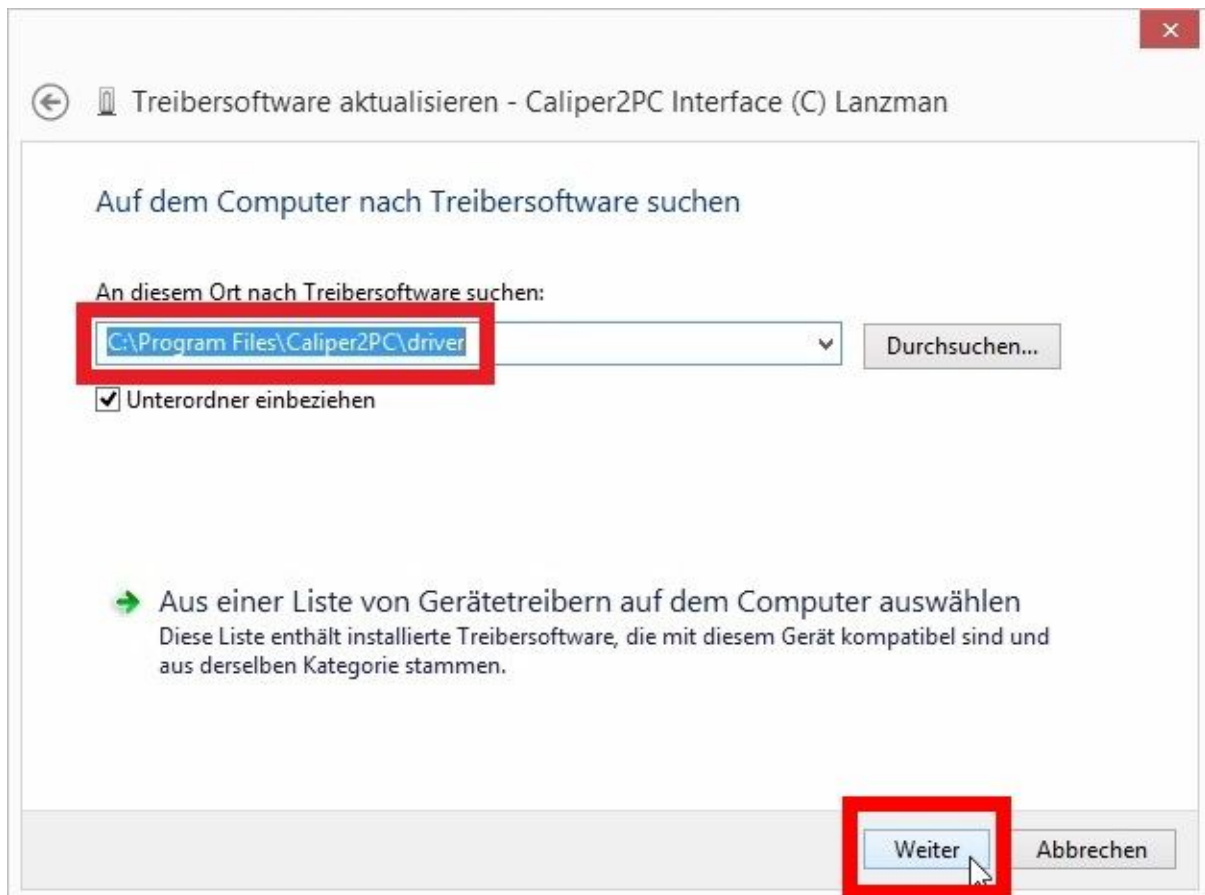 Treibersoftware aktualisieren - Caliper2PC Interface (C) Lanzman
Auf dem Computer nach Treibersoftware suchen
An diesem Ort nach Treibersoftware suchen:
C:\Program Files\Caliper2PC\driver
Durchsuchen...
Unterordner einbeziehen
Aus einer Liste von Gerätetreibern auf dem Computer auswählen
Diese Liste enthält installierte Treibersoftware, die mit diesem Gerät kompatibel sind und
aus derselben Kategorie stammen.
Weiter
Abbrechen